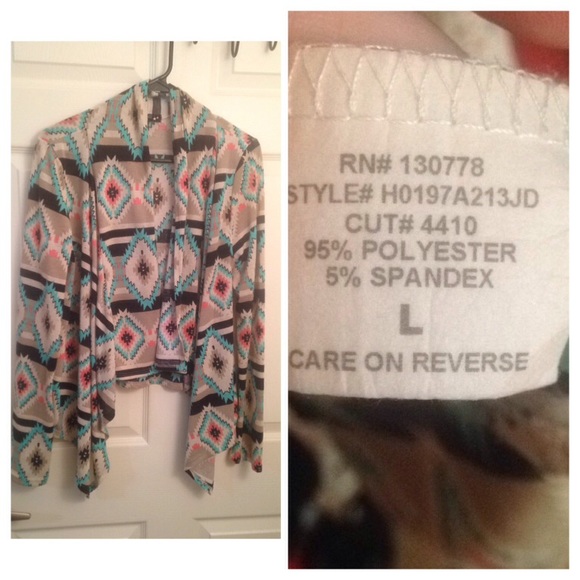 RN# 130778
STYLE# H0197A213JD
CUT# 4410
95% POLYESTER
5% SPANDEX
L
CARE ON REVERSE